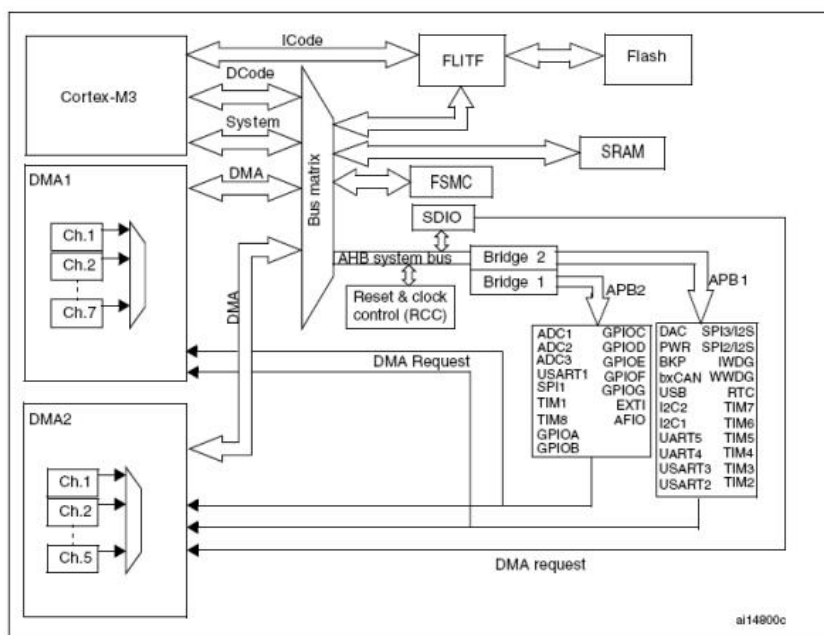 ICode
Cortex-M3
FLITF
Flash
DCode
System
SRAM
DMA1
DMA
Bus matrix
FSMC
SDIO
Ch.1
Ch.2
Ch.7
AHB system bus
Bridge 2
Bridge 1
APB2
APB1
Reset & clock
control (RCC)
DMA
DMA Request
ADC1 GPIOC
ADC2 GPIOD
ADC3 GPIOE
USART1 GPIOF
SPI1 GPIOG
TIM1 EXTI
TIM8 AFIO
GPIOA
GPIOB
DAC SPI3/I2S
PWR SPI2/I2S
BKP IWDG
bxCAN WWDG
USB RTC
I2C2 TIM7
I2C1 TIM6
UART5 TIM5
UART4 TIM4
USART3 TIM3
USART2 TIM2
DMA2
Ch.1
Ch.2
Ch.5
DMA request
ai14800c